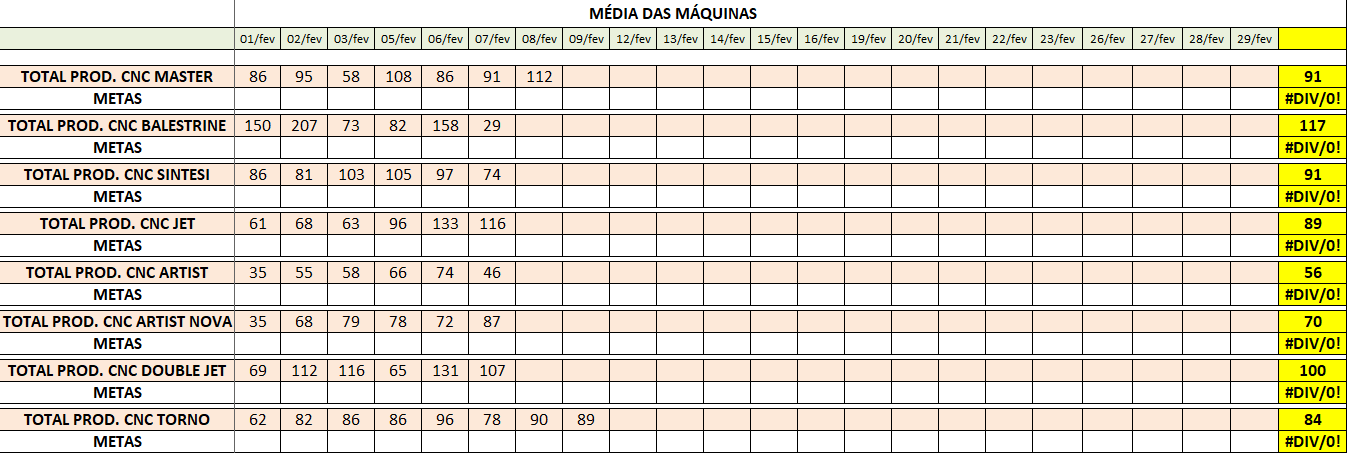 MÉDIA DAS MÁQUINAS
01/fev 02/fev 03/fev 05/fev 06/fev 07/fev 08/fev 09/fev 12/fev 13/fev 14/fev 15/fev 16/fev 19/fev 20/fev 21/fev 22/fev 23/fev 26/fev 27/fev 28/fev 29/fev
TOTAL PROD. CNC MASTER 86 95 58 108 86 91 112 91
METAS #DIV/0!
TOTAL PROD. CNC BALESTRINE 150 207 73 82 158 29 117
METAS #DIV/0!
TOTAL PROD. CNC SINTESI 86 81 103 105 97 74 91
METAS #DIV/0!
TOTAL PROD. CNC JET 61 68 63 96 133 116 89
METAS #DIV/0!
TOTAL PROD. CNC ARTIST 35 55 58 66 74 46 56
METAS #DIV/0!
TOTAL PROD. CNC ARTIST NOVA 35 68 79 78 72 87 70
METAS #DIV/0!
TOTAL PROD. CNC DOUBLE JET 69 112 116 65 131 107 100
METAS #DIV/0!
TOTAL PROD. CNC TORNO 62 82 86 86 96 78 90 89 84
METAS #DIV/0!